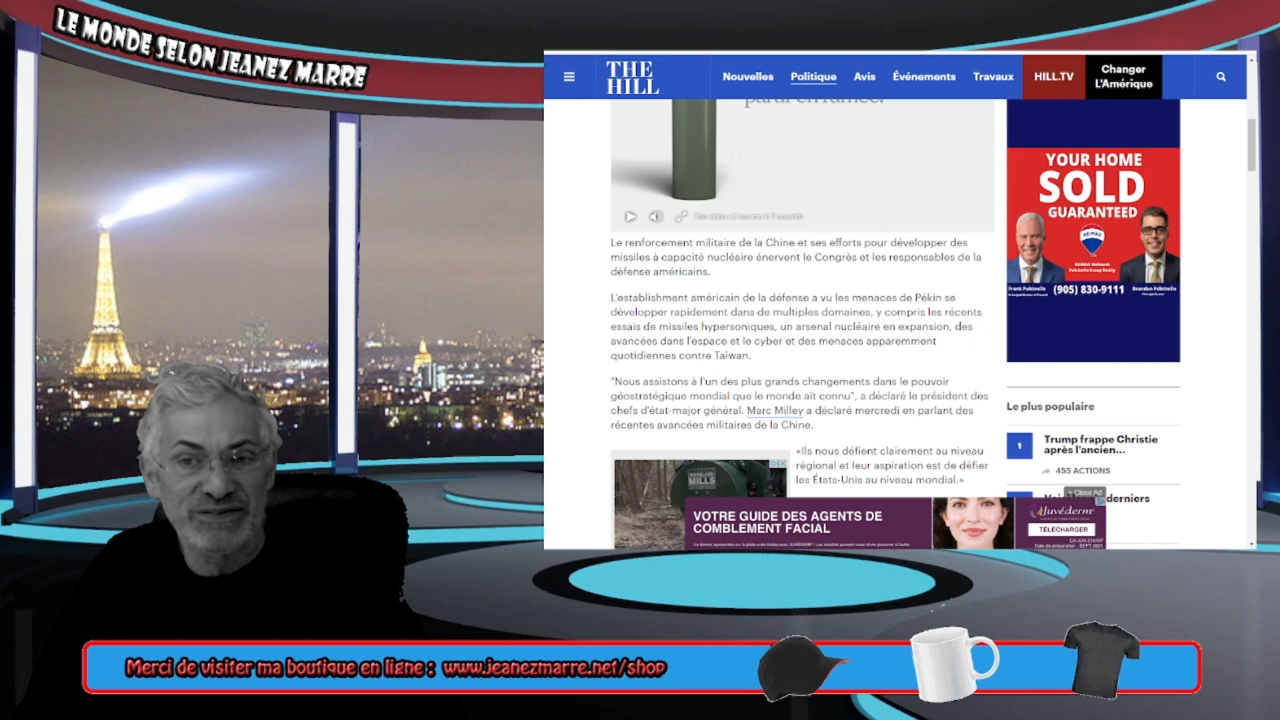 LE MONDE SELON JEANEZ MARRE
THE
HILL
Nouvelles
Politique
Avis
Événements
Travaux
HILL.TV
Changer
L'Amérique
Le renforcement militaire de la Chine et ses efforts pour développer des
missiles à capacité nucléaire énervent le Congrès et les responsables de la
défense américains.
L'establishment américain de la défense a vu les menaces de Pékin se
développer rapidement dans de multiples domaines, y compris les récents
essais de missiles hypersoniques, un arsenal nucléaire en expansion, des
avancées dans l'espace et le cyber et des menaces apparemment
quotidiennes contre Taïwan.
"Nous assistons à l'un des plus grands changements dans le pouvoir
géostratégique mondial que le monde ait connu", a déclaré le président des
chefs d'état-major général. Marc Milley a déclaré mercredi en parlant des
récentes avancées militaires de la Chine.
«Ils nous défient clairement au niveau
régional et leur aspiration est de défier
les États-Unis au niveau mondial.»
MILLS
VOTRE GUIDE DES AGENTS DE
COMBLEMENT FACIAL
Juvéderm
TÉLÉCHARGER
YOUR HOME
SOLD
GUARANTEED
RE/MAX
(905) 830-9111
Le plus populaire
1
Trump frappe Christie
après l'ancien...
455 ACTIONS
Close Ad
derniers
Merci de visiter ma boutique en ligne : www.jeanezmarre.net/shop